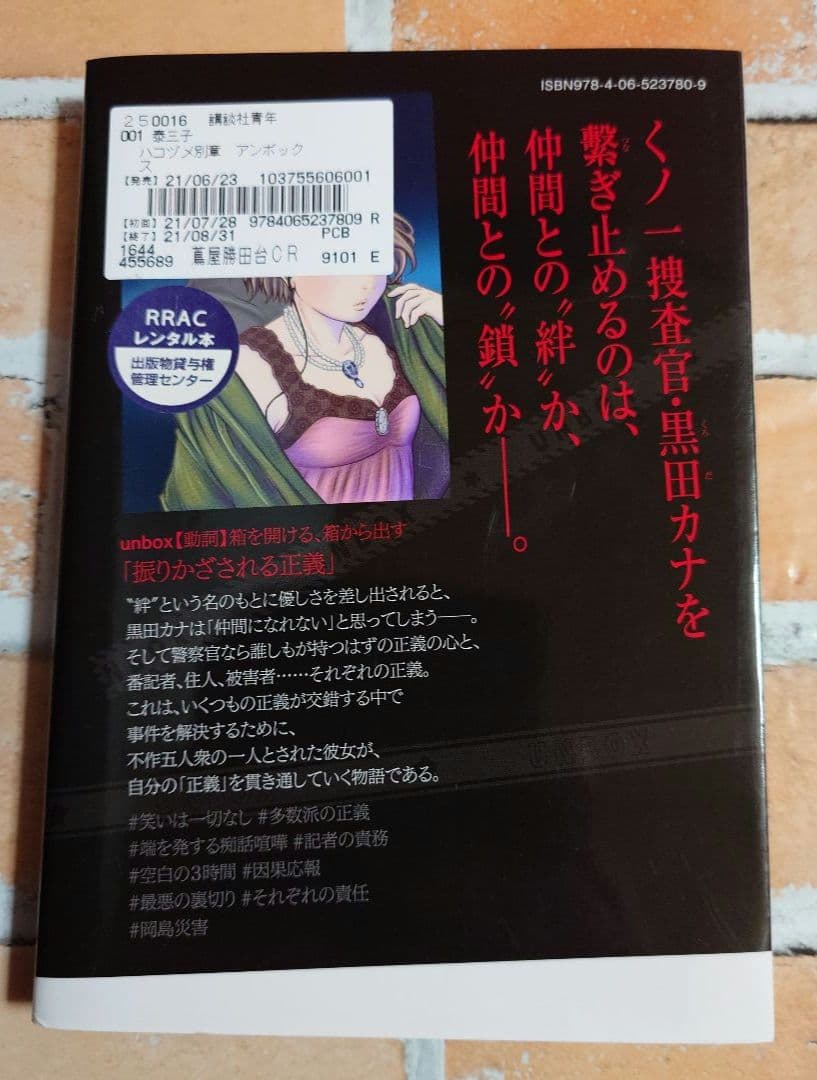 ISBN978-4-06-523780-9
250016 講談社青年
001 泰三子
ハコヅメ別章 アンボック
ス
【発売】21/06/23 103755606001
【初回】21/07/28 9784065237809 R
【終了】21/08/31 PCB
1644
455689 蔦屋勝田台CR 9101 E
RRAC
レンタル本
出版物貸与権
管理センター
くノ一捜査官・黒田カナを
くろだ
繋ぎ止めるのは、
つな
仲間との〝絆〟か、
仲間との〝鎖〟か――。
unbox【動詞】箱を開ける、箱から出す
「振りかざされる正義」
〝絆〟という名のもとに優しさを差し出されると、
黒田カナは「仲間になれない」と思ってしまう――。
そして警察官なら誰しもが持つはずの正義の心と、
番記者、住人、被害者……それぞれの正義。
これは、いくつもの正義が交錯する中で
事件を解決するために、
不作五人衆の一人とされた彼女が、
自分の「正義」を貫き通していく物語である。
#笑いは一切なし #多数派の正義
#端を発する痴話喧嘩 #記者の責務
#空白の3時間 #因果応報
#最悪の裏切り #それぞれの責任
#岡島災害
UNBOX